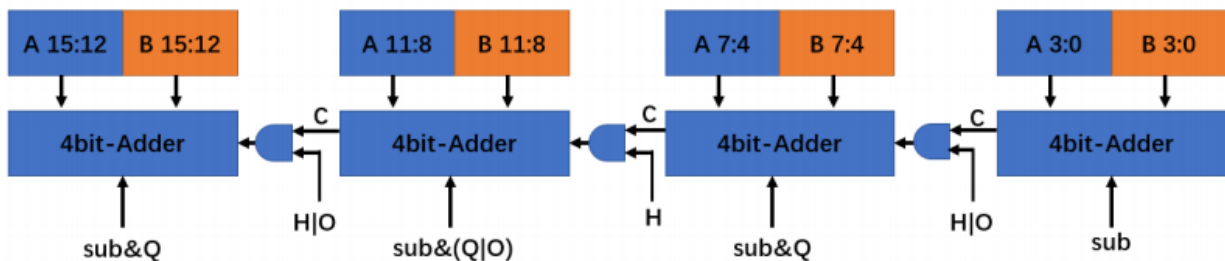 A 15:12 B 15:12 A 11:8 B 11:8 A 7:4 B 7:4 A 3:0 B 3:0
C C C
4bit-Adder 4bit-Adder 4bit-Adder 4bit-Adder
H|O H H|O
sub&Q sub&(Q|O) sub&Q sub